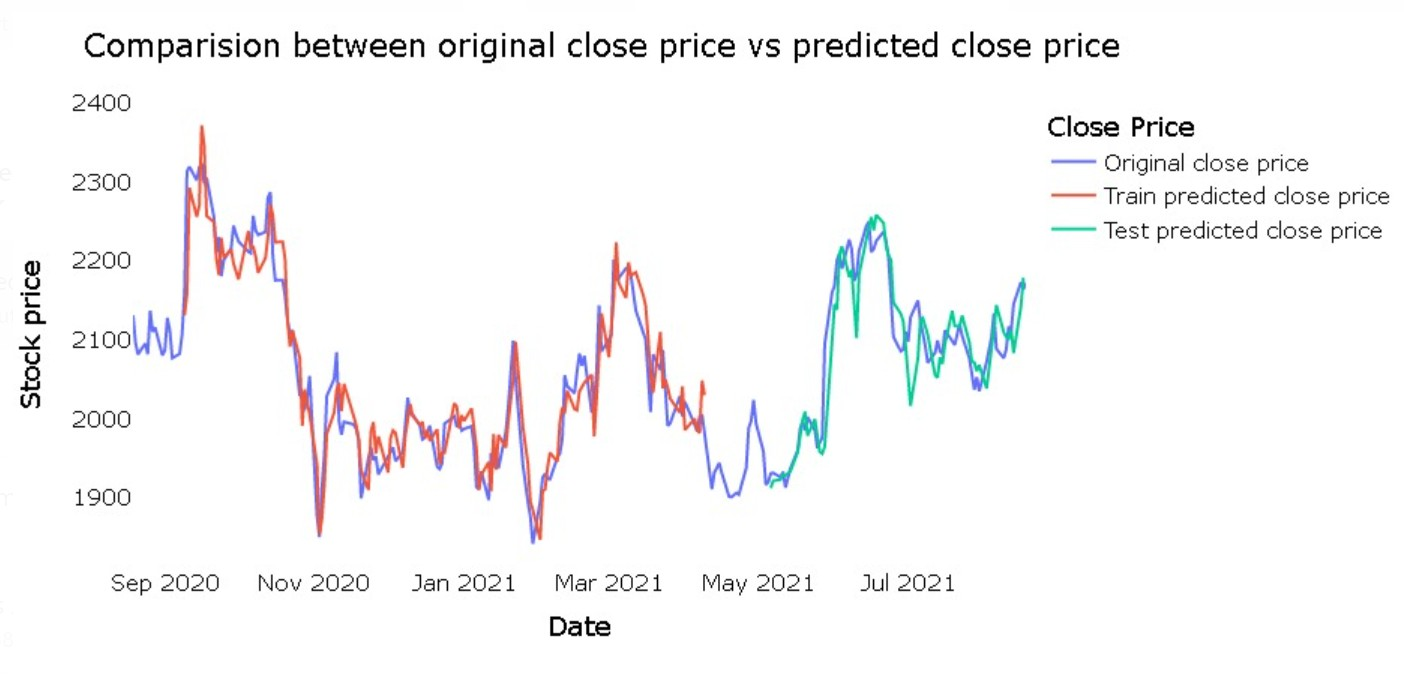 Comparision between original close price vs predicted close price
2400
2300
2200
2100
2000
1900
Stock price
Sep 2020 Nov 2020 Jan 2021 Mar 2021 May 2021 Jul 2021
Date
Close Price
Original close price
Train predicted close price
Test predicted close price